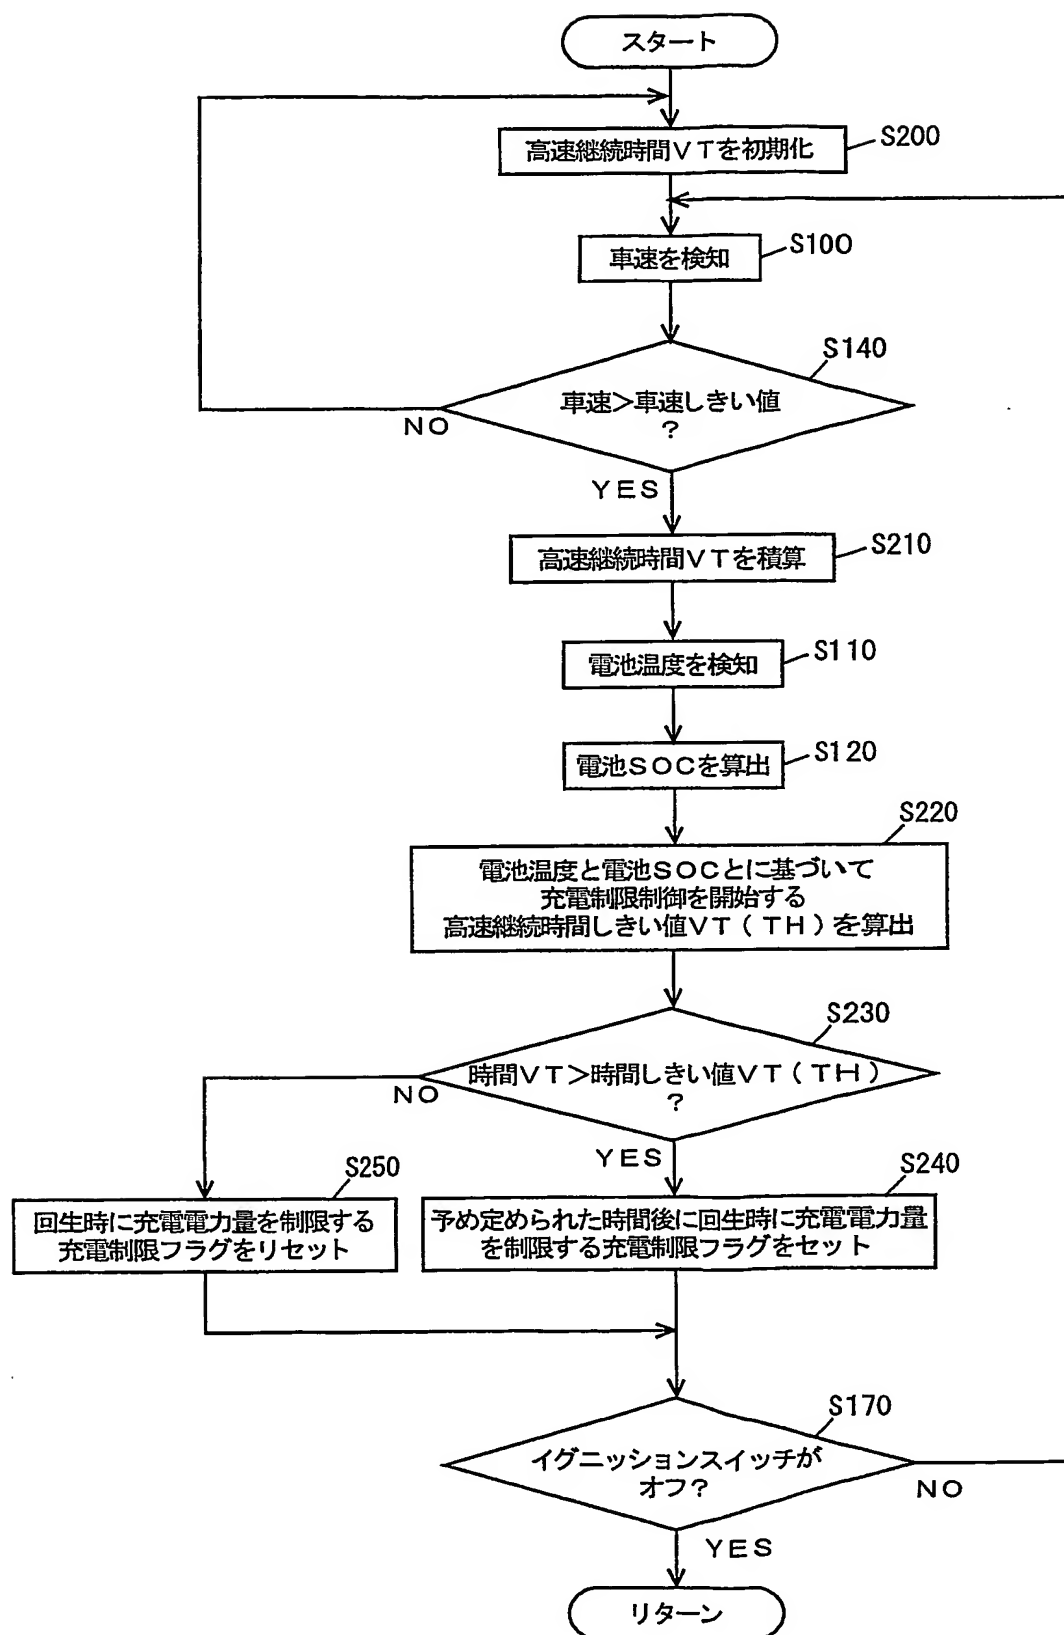 スタート
高速継続時間VTを初期化
S200
車速を検知
S100
S140
車速>車速しきい値
?
NO
YES
高速継続時間VTを積算
S210
電池温度を検知
S110
電池SOCを算出
S120
S220
電池温度と電池SOCとに基づいて
充電制限制御を開始する
高速継続時間しきい値VT(TH)を算出
S230
時間VT>時間しきい値VT(TH)
?
NO
YES
S250
回生時に充電電力量を制限する
充電制限フラグをリセット
S240
予め定められた時間後に回生時に充電電力量
を制限する充電制限フラグをセット
S170
イグニッションスイッチが
オフ?
NO
YES
リターン